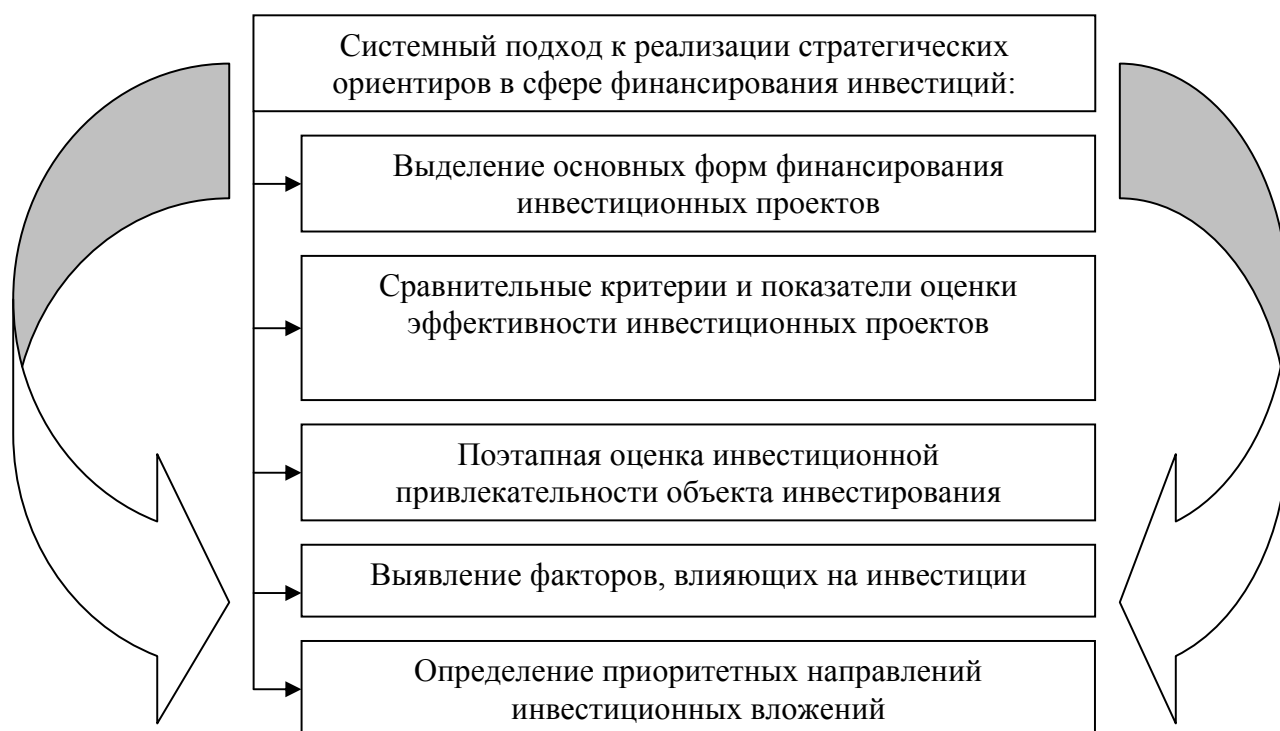 Системный подход к реализации стратегических
ориентиров в сфере финансирования инвестиций:
Выделение основных форм финансирования
инвестиционных проектов
Сравнительные критерии и показатели оценки
эффективности инвестиционных проектов
Поэтапная оценка инвестиционной
привлекательности объекта инвестирования
Выявление факторов, влияющих на инвестиции
Определение приоритетных направлений
инвестиционных вложений